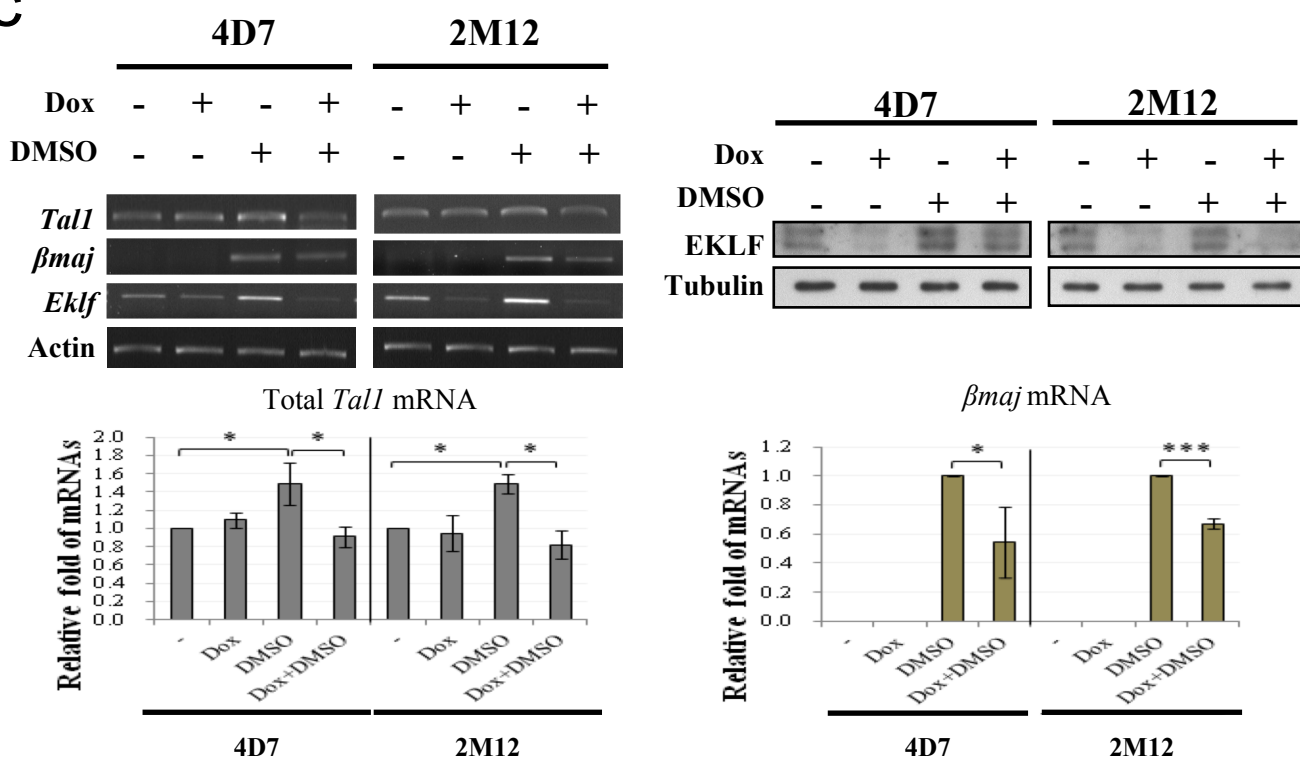 C
4D7 2M12
Dox - + - + - + - +
DMSO - - + + - - + +
Tal1
βmaj
Eklf
Actin
4D7 2M12
Dox - + - + - + - +
DMSO - - + + - - + +
EKLF
Tubulin
Total Tal1 mRNA
Relative fold of mRNAs
2.0
1.8
1.6
1.4
1.2
1.0
0.8
0.6
0.4
0.2
0.0
* * * *
- Dox DMSO Dox+DMSO - Dox DMSO Dox+DMSO
4D7 2M12
βmaj mRNA
Relative fold of mRNAs
1.2
1.0
0.8
0.6
0.4
0.2
0.0
* ***
- Dox DMSO Dox+DMSO - Dox DMSO Dox+DMSO
4D7 2M12